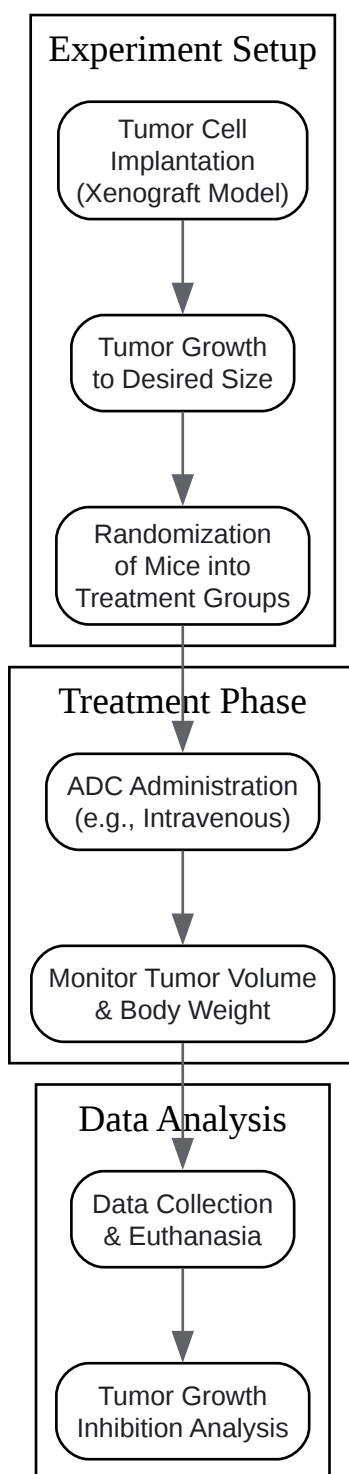 Experiment Setup
Tumor Cell
Implantation
(Xenograft Model)
Tumor Growth
to Desired Size
Randomization
of Mice into
Treatment Groups
Treatment Phase
ADC Administration
(e.g., Intravenous)
Monitor Tumor Volume
& Body Weight
Data Analysis
Data Collection
& Euthanasia
Tumor Growth
Inhibition Analysis